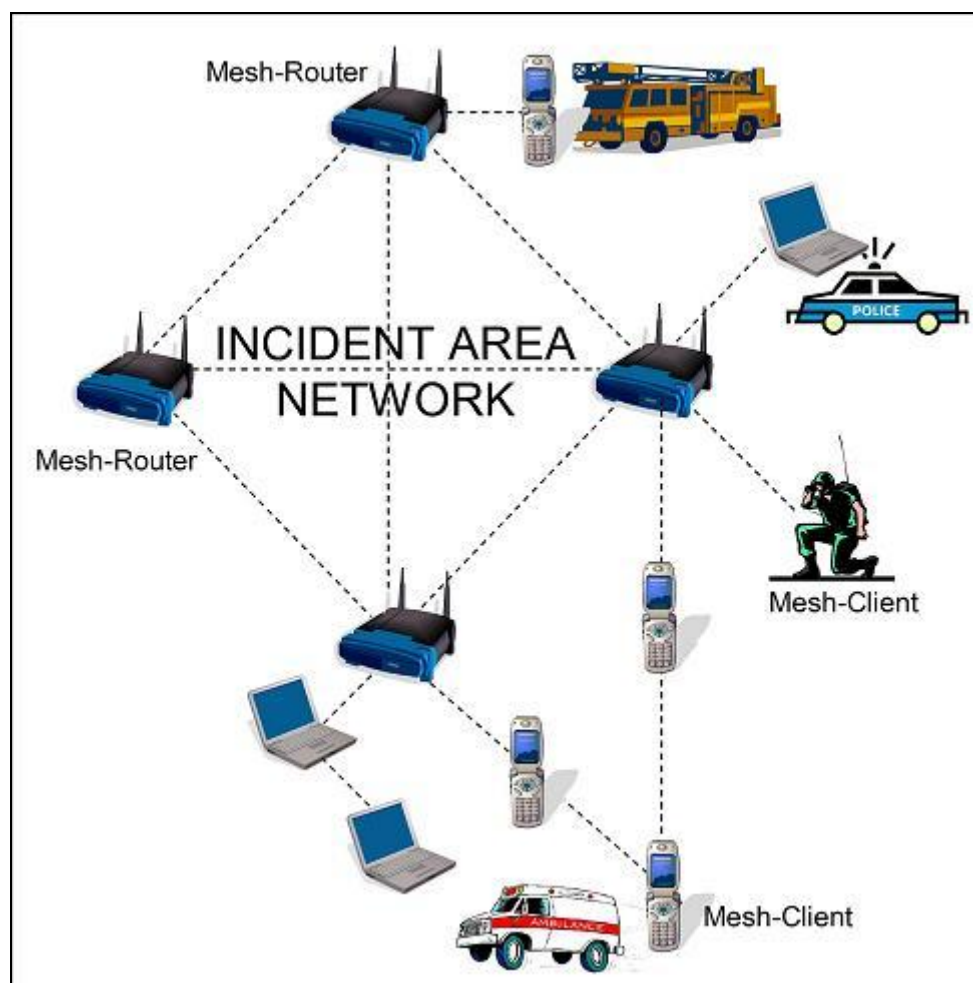 Mesh-Router
POLICE
INCIDENT AREA
NETWORK
Mesh-Router
Mesh-Client
AMBULANCE
Mesh-Client